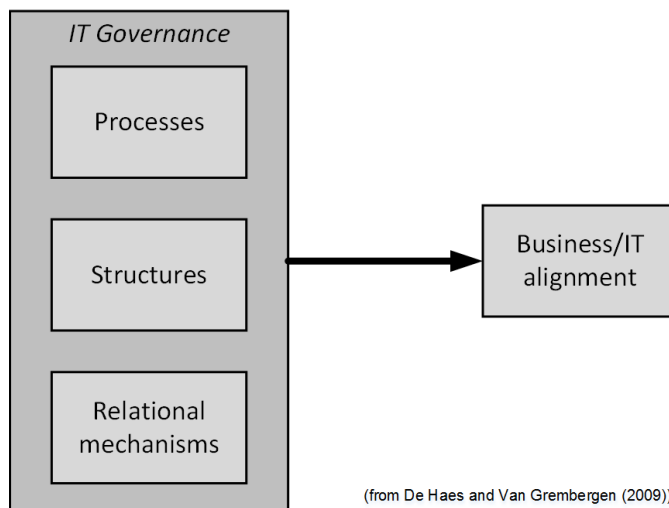 IT Governance
Processes
Structures
Relational
mechanisms
Business/IT
alignment
(from De Haes and Van Grembergen (2009))